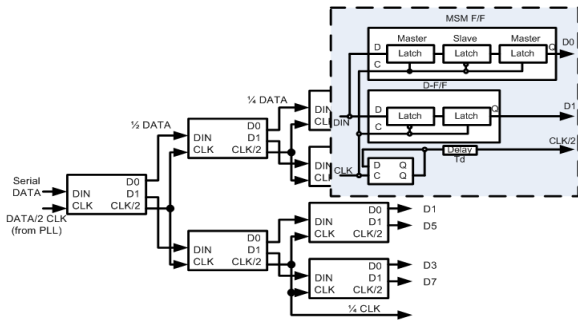 MSM F/F
Master Slave Master
D Latch Latch Latch Q D0
C
D-F/F
D Latch Latch Q D1
C
DIN
CLK/2
Delay
Td
D Q
C Q
CLK
¼ DATA
½ DATA
D0
DIN D1
CLK CLK/2
DIN
CLK
DIN
CLK
Serial
DATA
DATA/2 CLK
(from PLL)
D0
DIN D1
CLK CLK/2
D0
DIN D1
CLK CLK/2
D0
DIN D1
CLK CLK/2
D1
D5
D0
DIN D1
CLK CLK/2
D3
D7
¼ CLK